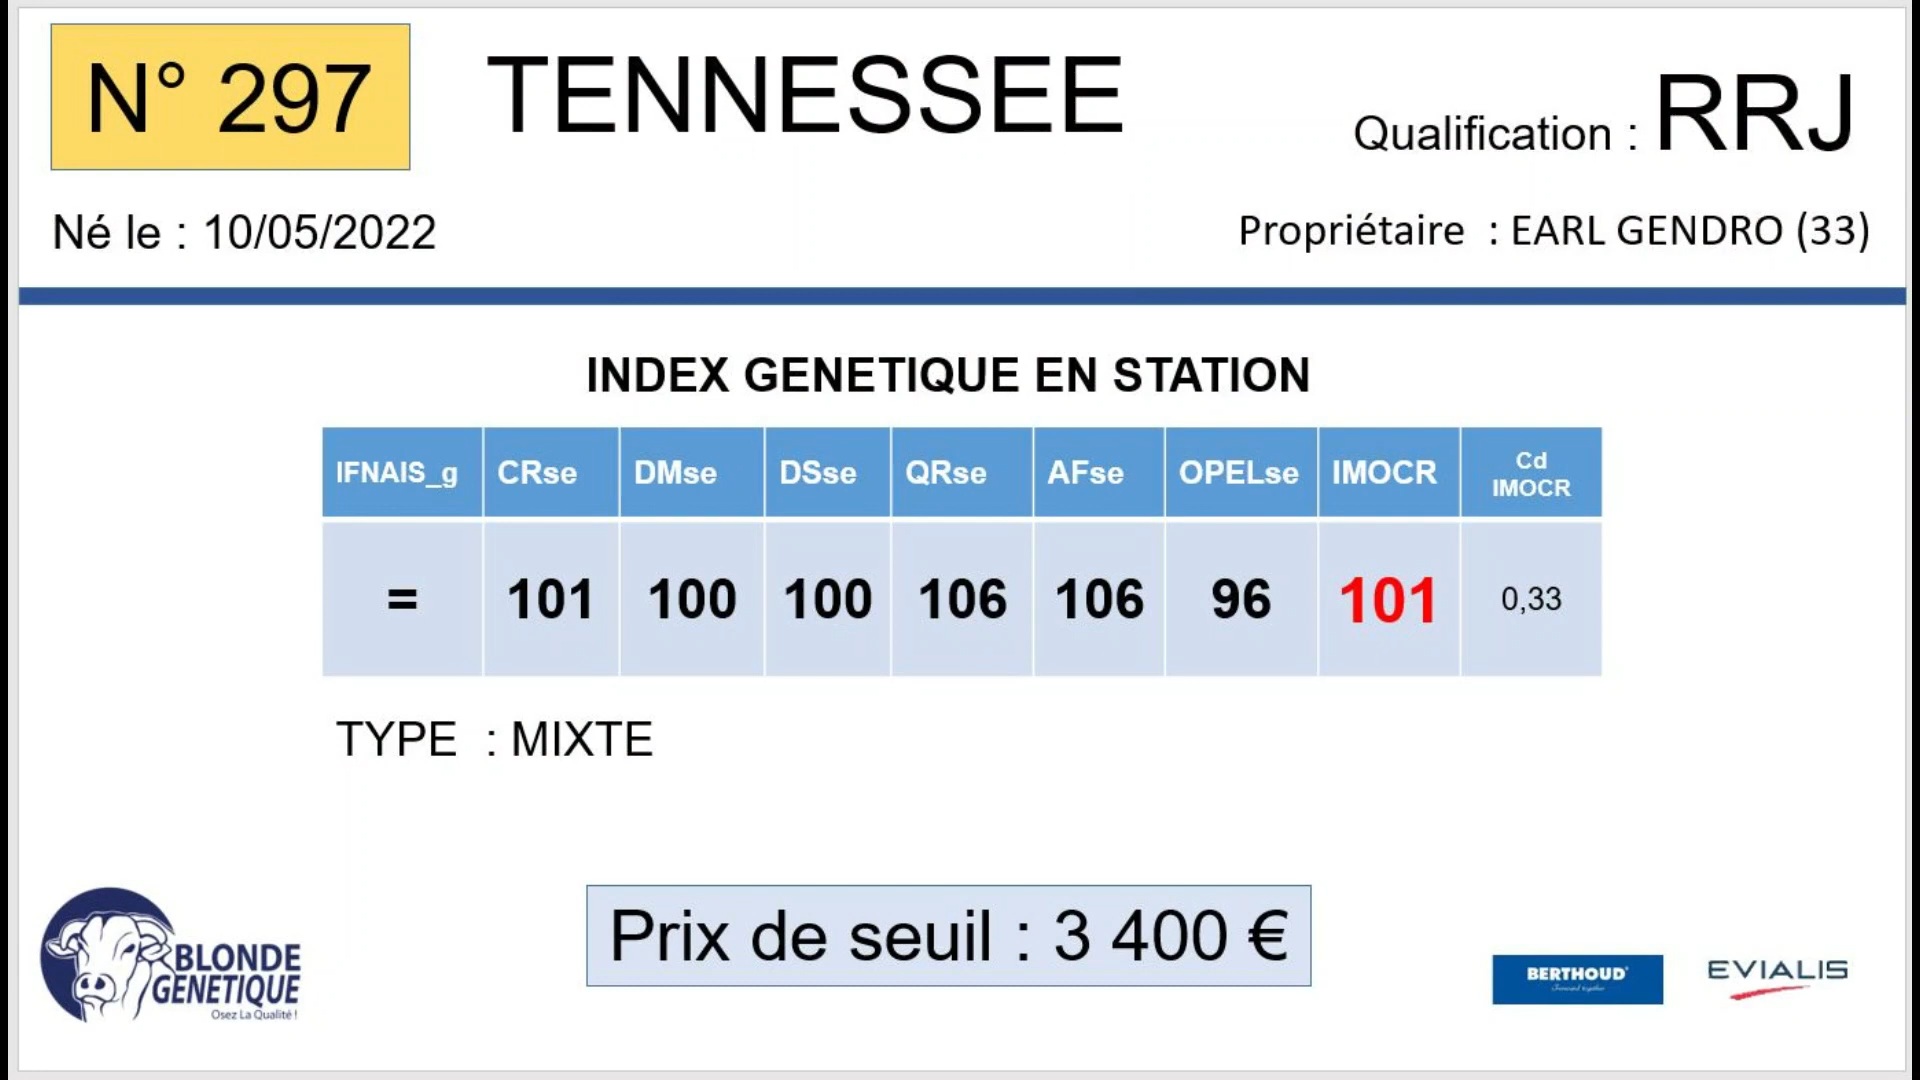 N° 297
TENNESSEE
Qualification : RRJ
Né le : 10/05/2022
Propriétaire : EARL GENDRO (33)
INDEX GENETIQUE EN STATION
IFNAIS_g CRse DMse DSse QRse AFse OPELse IMOCR Cd IMOCR
= 101 100 100 106 106 96 101 0,33
TYPE : MIXTE
Prix de seuil : 3 400 €
BLONDE
GENETIQUE
Osez La Qualité !
BERTHOUD
EVIALIS